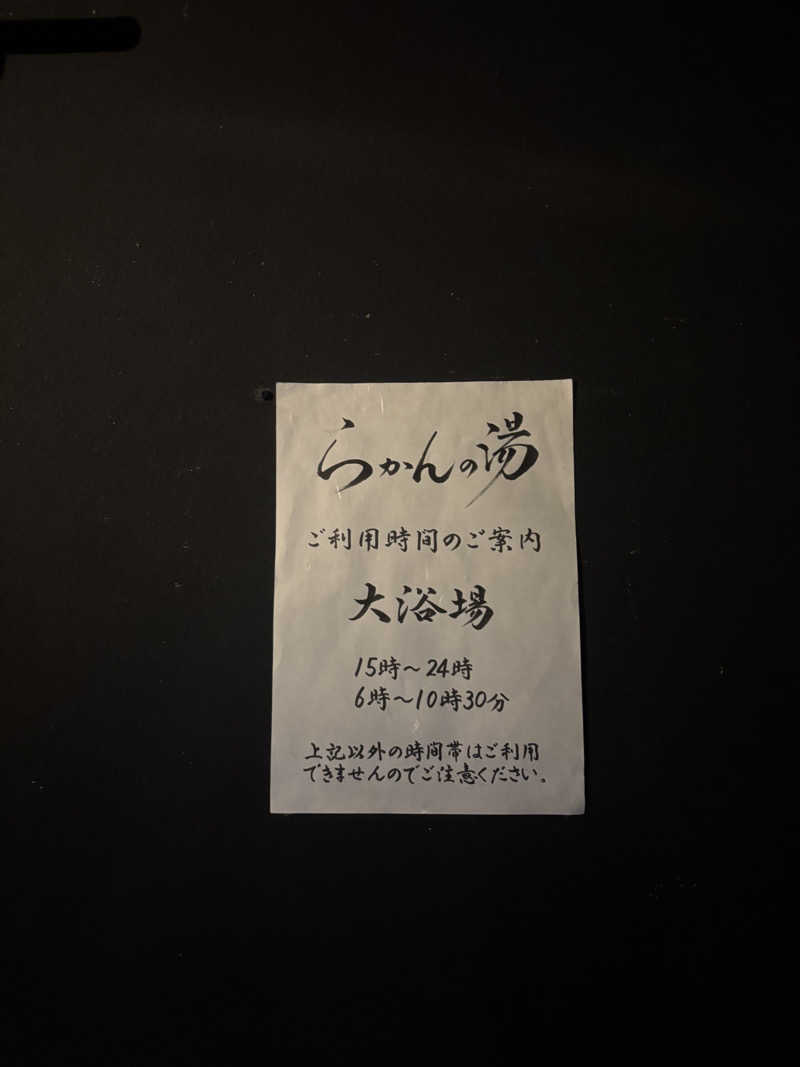 らかんの湯
ご利用時間のご案内
大浴場
15時～24時
6時～10時30分
上記以外の時間帯はご利用
できませんのでご注意ください。